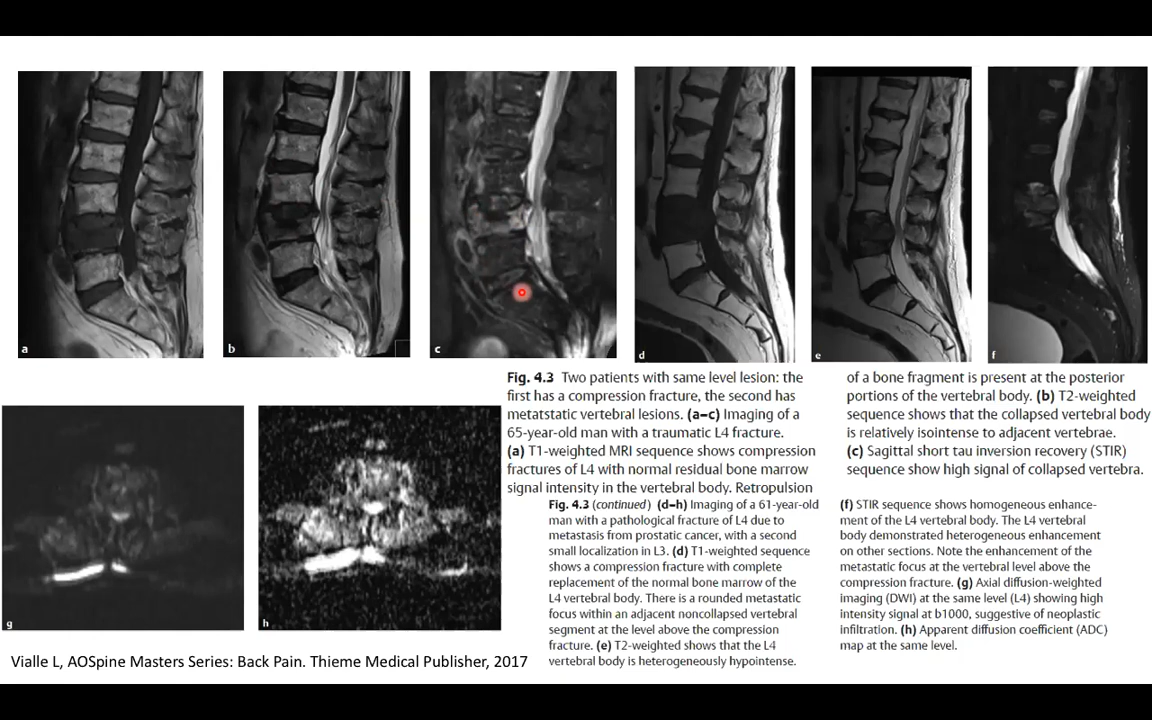 a
b
c
d
e
f
Fig. 4.3 Two patients with same level lesion: the
first has a compression fracture, the second has
metatstatic vertebral lesions. (a–c) Imaging of a
65-year-old man with a traumatic L4 fracture.
(a) T1-weighted MRI sequence shows compression
fractures of L4 with normal residual bone marrow
signal intensity in the vertebral body. Retropulsion
of a bone fragment is present at the posterior
portions of the vertebral body. (b) T2-weighted
sequence shows that the collapsed vertebral body
is relatively isointense to adjacent vertebrae.
(c) Sagittal short tau inversion recovery (STIR)
sequence show high signal of collapsed vertebra.
g
h
Fig. 4.3 (continued) (d–h) Imaging of a 61-year-old
man with a pathological fracture of L4 due to
metastasis from prostatic cancer, with a second
small localization in L3. (d) T1-weighted sequence
shows a compression fracture with complete
replacement of the normal bone marrow of the
L4 vertebral body. There is a rounded metastatic
focus within an adjacent noncollapsed vertebral
segment at the level above the compression
fracture. (e) T2-weighted shows that the L4
vertebral body is heterogeneously hypointense.
(f) STIR sequence shows homogeneous enhance-
ment of the L4 vertebral body. The L4 vertebral
body demonstrated heterogeneous enhancement
on other sections. Note the enhancement of the
metastatic focus at the vertebral level above the
compression fracture. (g) Axial diffusion-weighted
imaging (DWI) at the same level (L4) showing high
intensity signal at b1000, suggestive of neoplastic
infiltration. (h) Apparent diffusion coefficient (ADC)
map at the same level.
Vialle L, AOSpine Masters Series: Back Pain. Thieme Medical Publisher, 2017